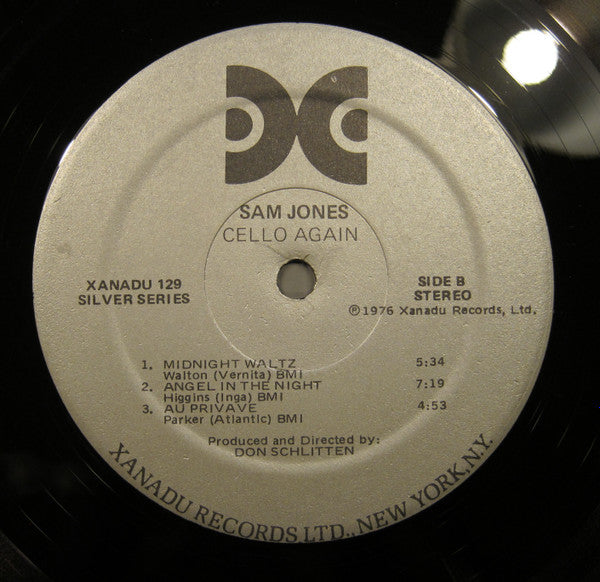 SAM JONES
CELLO AGAIN
XANADU 129
SILVER SERIES
SIDE B
STEREO
℗1976 Xanadu Records, Ltd.
1. MIDNIGHT WALTZ 5:34
Walton (Vernita) BMI
2. ANGEL IN THE NIGHT 7:19
Higgins (Inga) BMI
3. AU PRIVAVE 4:53
Parker (Atlantic) BMI
Produced and Directed by:
DON SCHLITTEN
XANADU RECORDS LTD., NEW YORK, N.Y.